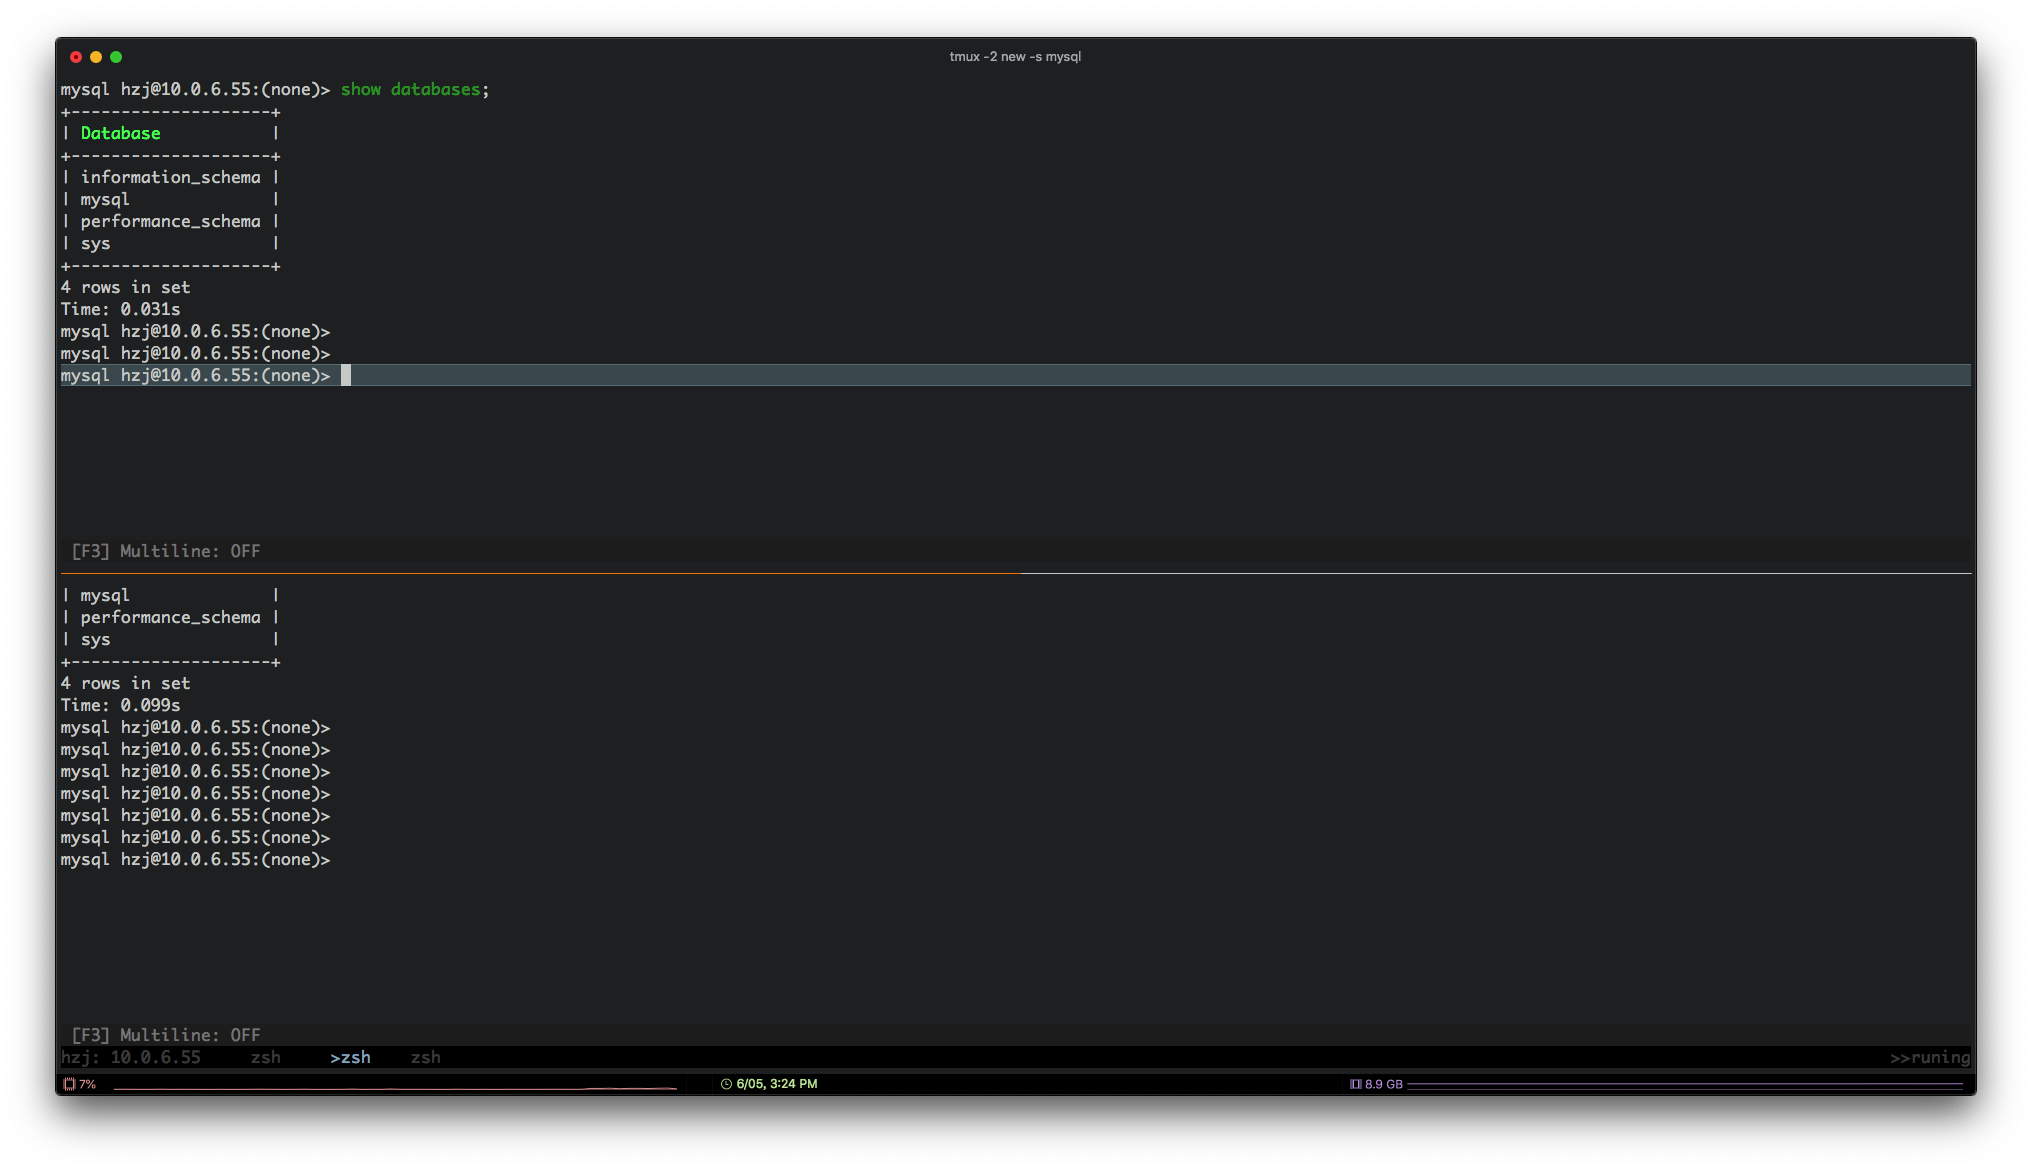 tmux -2 new -s mysql
mysql hzj@10.0.6.55:(none)> show databases;
+--------------------+
| Database           |
+--------------------+
| information_schema |
| mysql              |
| performance_schema |
| sys                |
+--------------------+
4 rows in set
Time: 0.031s
mysql hzj@10.0.6.55:(none)>
mysql hzj@10.0.6.55:(none)>
mysql hzj@10.0.6.55:(none)>
[F3] Multiline: OFF
| mysql              |
| performance_schema |
| sys                |
+--------------------+
4 rows in set
Time: 0.099s
mysql hzj@10.0.6.55:(none)>
mysql hzj@10.0.6.55:(none)>
mysql hzj@10.0.6.55:(none)>
mysql hzj@10.0.6.55:(none)>
mysql hzj@10.0.6.55:(none)>
mysql hzj@10.0.6.55:(none)>
mysql hzj@10.0.6.55:(none)>
[F3] Multiline: OFF
hzj: 10.0.6.55     zsh     >zsh    zsh     >>runing
7% 6/05, 3:24 PM 8.9 GB